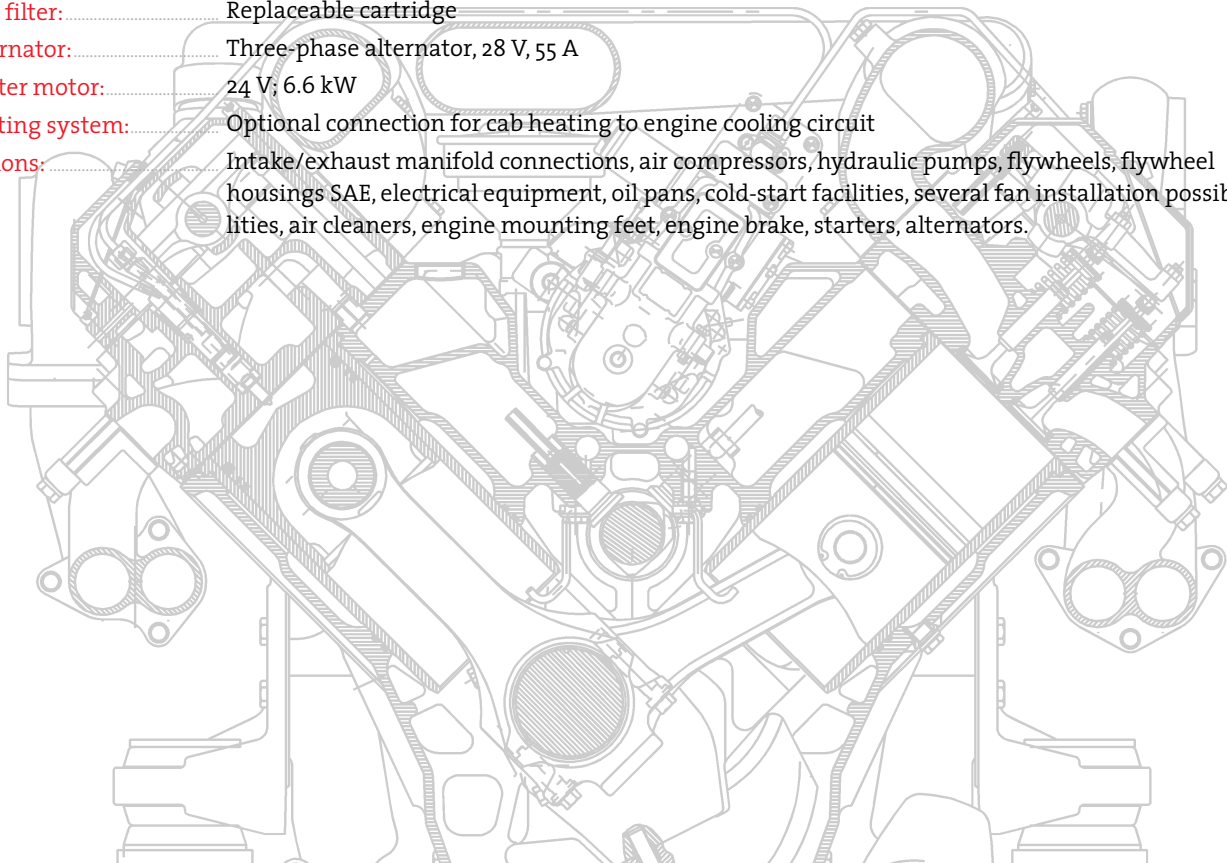 filter: Replaceable cartridge
rnator: Three-phase alternator, 28 V, 55 A
ter motor: 24 V; 6.6 kW
ting system: Optional connection for cab heating to engine cooling circuit
ons: Intake/exhaust manifold connections, air compressors, hydraulic pumps, flywheels, flywheel
housings SAE, electrical equipment, oil pans, cold-start facilities, several fan installation possib
lities, air cleaners, engine mounting feet, engine brake, starters, alternators.